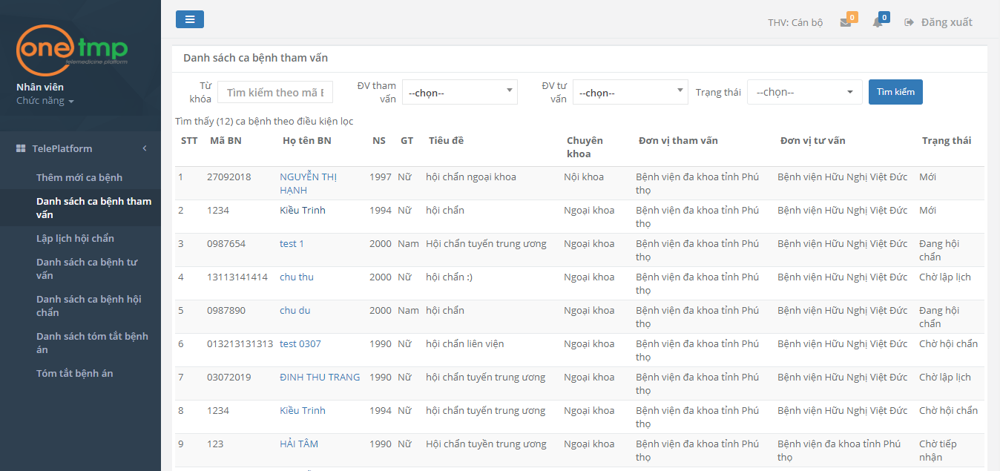 one tmp
telemedicine platform
Nhân viên
Chức năng
TelePlatform
Thêm mới ca bệnh
Danh sách ca bệnh tham
vấn
Lập lịch hội chẩn
Danh sách ca bệnh tư
vấn
Danh sách ca bệnh hội
chẩn
Danh sách tóm tắt bệnh
án
Tóm tắt bệnh án
THV: Cán bộ 0 0 Đăng xuất
Danh sách ca bệnh tham vấn
Từ
khóa
Tìm kiếm theo mã
ĐV tham
vấn
--chọn--
ĐV tư
vấn
--chọn--
Trạng thái
--chọn--
Tìm kiếm
Tìm thấy (12) ca bệnh theo điều kiện lọc
STT Mã BN Họ tên BN NS GT Tiêu đề Chuyên Đơn vị tham vấn Đơn vị tư vấn Trạng thái
khoa
1 27092018 NGUYỄN THỊ 1997 Nữ hội chẩn ngoại khoa Nội khoa Bệnh viện đa khoa tỉnh Phú Bệnh viện Hữu Nghị Việt Đức Mới
HẠNH thọ
2 1234 Kiều Trinh 1994 Nữ hội chẩn Ngoại khoa Bệnh viện đa khoa tỉnh Phú Bệnh viện Hữu Nghị Việt Đức Mới
thọ
3 0987654 test 1 2000 Nam Hội chẩn tuyến trung ương Ngoại khoa Bệnh viện đa khoa tỉnh Phú Bệnh viện Hữu Nghị Việt Đức Đang hội
thọ chẩn
4 13113141414 chu thu 2000 Nữ hội chẩn :) Ngoại khoa Bệnh viện đa khoa tỉnh Phú Bệnh viện Hữu Nghị Việt Đức Chờ lập lịch
thọ
5 0987890 chu du 2000 Nam hội chẩn Ngoại khoa Bệnh viện đa khoa tỉnh Phú Bệnh viện Hữu Nghị Việt Đức Đang hội
thọ chẩn
6 013213131313 test 0307 1990 Nữ hội chẩn liên viện Ngoại khoa Bệnh viện đa khoa tỉnh Phú Bệnh viện Hữu Nghị Việt Đức Chờ hội chẩn
thọ
7 03072019 ĐINH THU TRANG 1990 Nữ hội chẩn tuyến trung ương Ngoại khoa Bệnh viện đa khoa tỉnh Phú Bệnh viện Hữu Nghị Việt Đức Chờ lập lịch
thọ
8 1234 Kiều Trinh 1994 Nữ hội chẩn tuyến trung ương Ngoại khoa Bệnh viện đa khoa tỉnh Phú Bệnh viện Hữu Nghị Việt Đức Chờ hội chẩn
thọ
9 123 HẢI TÂM 1990 Nữ Hội chẩn tuyền trung ương Ngoại khoa Bệnh viện đa khoa tỉnh Phú Bệnh viện đa khoa tỉnh Phú Chờ tiếp
thọ thọ nhận